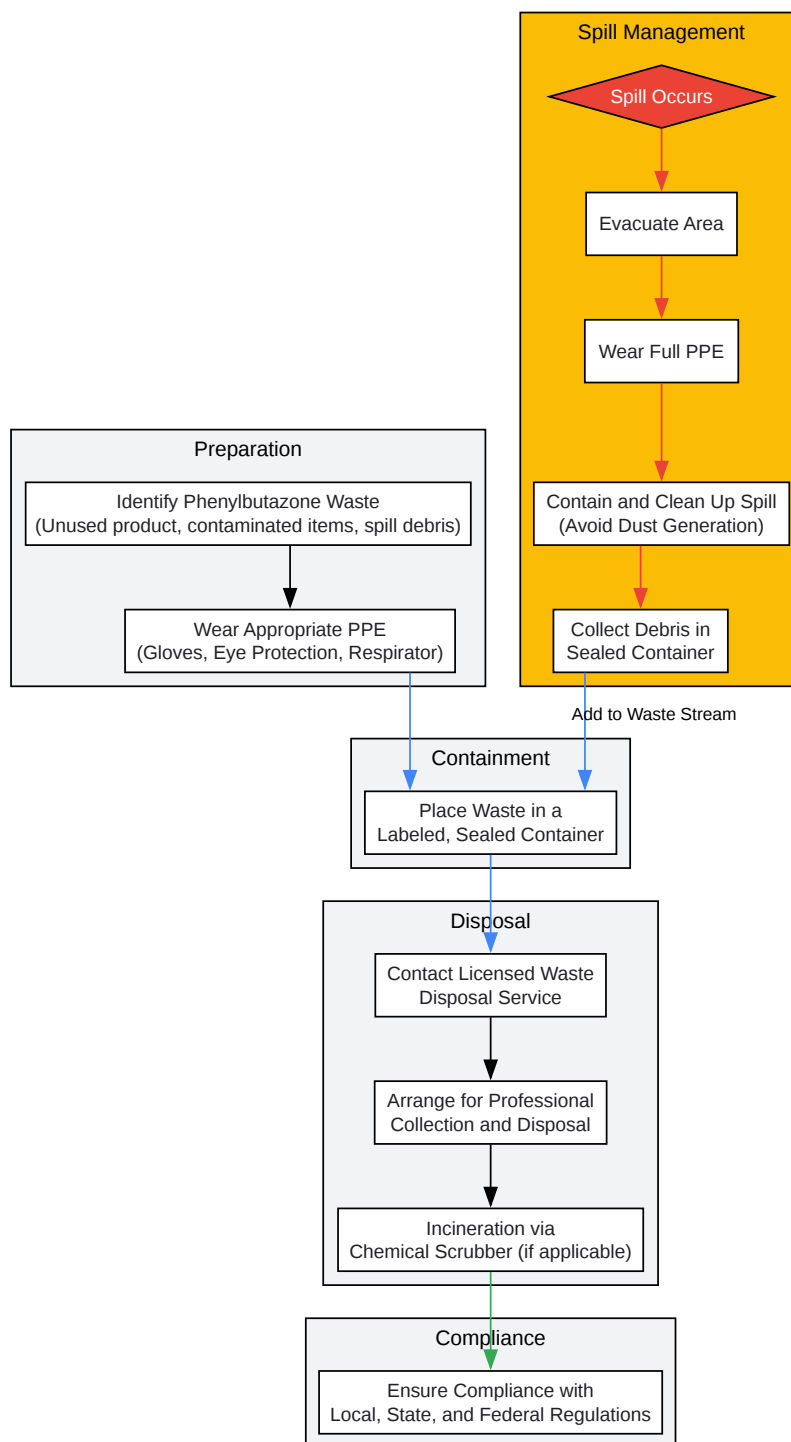 Spill Management
Spill Occurs
Evacuate Area
Wear Full PPE
Preparation
Identify Phenylbutazone Waste
(Unused product, contaminated items, spill debris)
Contain and Clean Up Spill
(Avoid Dust Generation)
Wear Appropriate PPE
(Gloves, Eye Protection, Respirator)
Collect Debris in
Sealed Container
Add to Waste Stream
Containment
Place Waste in a
Labeled, Sealed Container
Disposal
Contact Licensed Waste
Disposal Service
Arrange for Professional
Collection and Disposal
Incineration via
Chemical Scrubber (if applicable)
Compliance
Ensure Compliance with
Local, State, and Federal Regulations